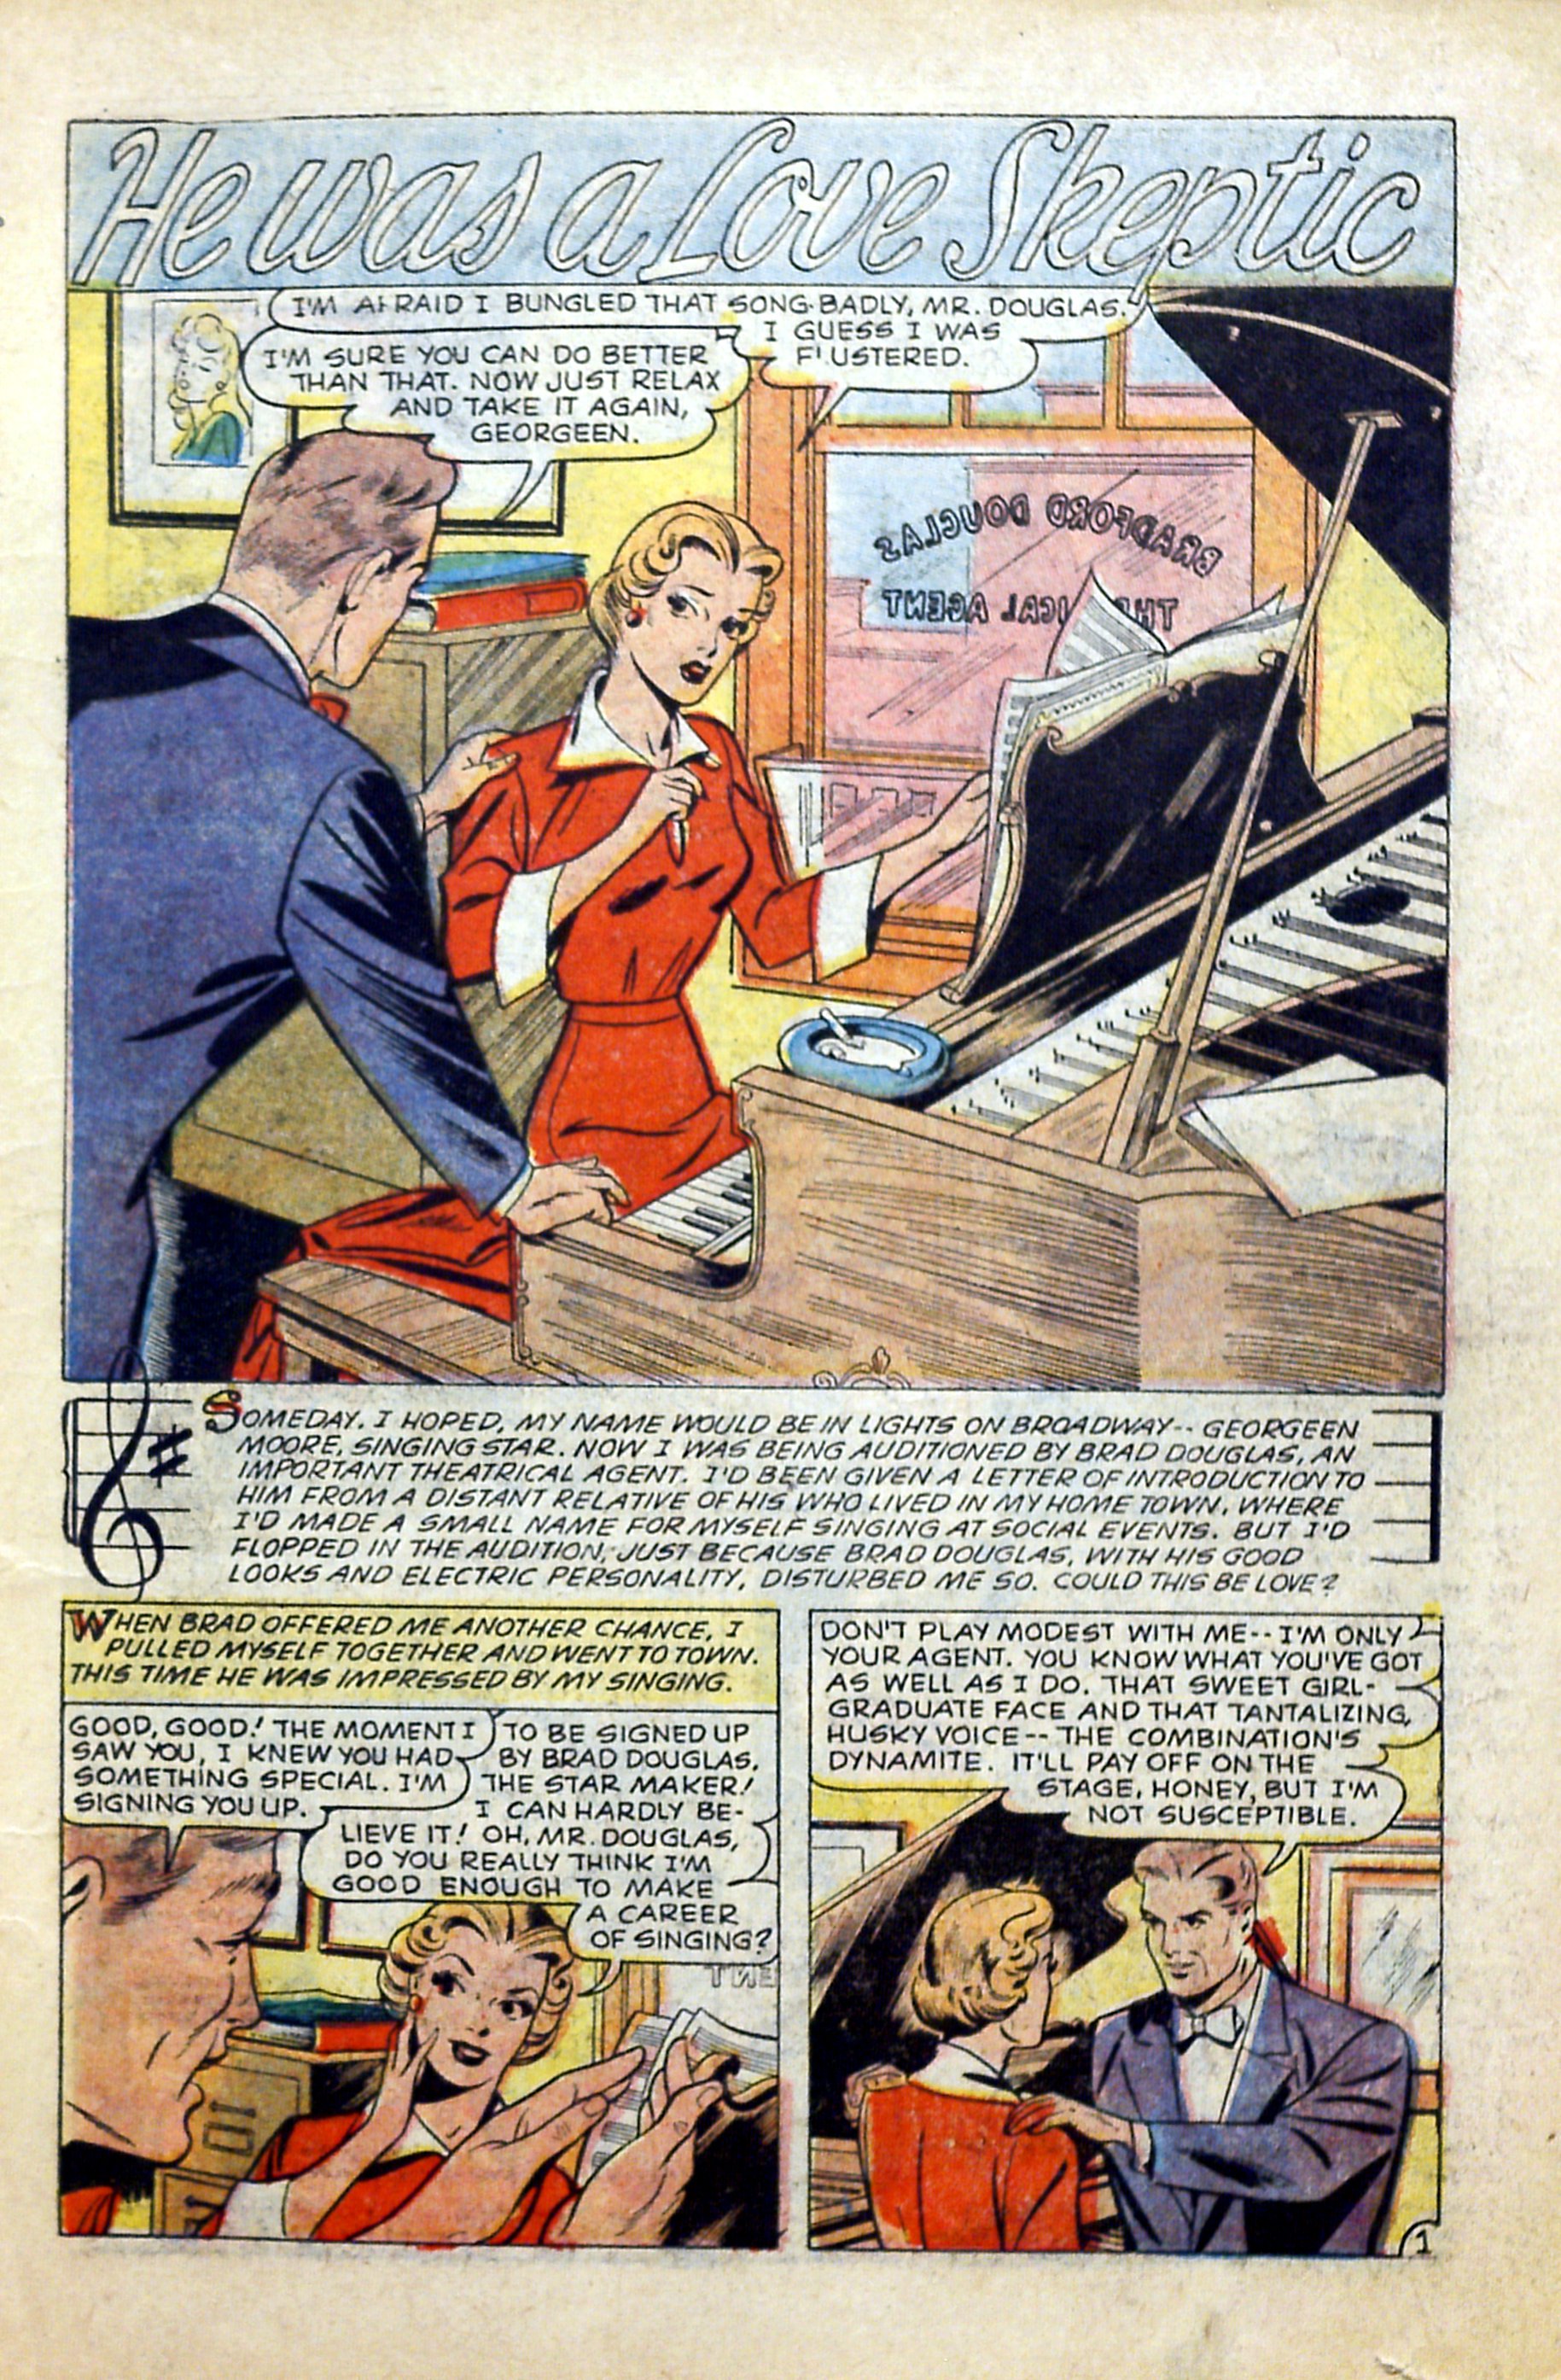 He was a Love Skeptic
I'M AFRAID I BUNGLED THAT SONG BADLY, MR. DOUGLAS.
I GUESS I WAS
FLUSTERED.
I'M SURE YOU CAN DO BETTER
THAN THAT. NOW JUST RELAX
AND TAKE IT AGAIN,
GEORGEEN.
BRADFORD DOUGLAS
THEATRICAL AGENT
SOMEDAY, I HOPED, MY NAME WOULD BE IN LIGHTS ON BROADWAY-- GEORGEEN
MOORE, SINGING STAR. NOW I WAS BEING AUDITIONED BY BRAD DOUGLAS, AN
IMPORTANT THEATRICAL AGENT. I'D BEEN GIVEN A LETTER OF INTRODUCTION TO
HIM FROM A DISTANT RELATIVE OF HIS WHO LIVED IN MY HOME TOWN, WHERE
I'D MADE A SMALL NAME FOR MYSELF SINGING AT SOCIAL EVENTS. BUT I'D
FLOPPED IN THE AUDITION, JUST BECAUSE BRAD DOUGLAS, WITH HIS GOOD
LOOKS AND ELECTRIC PERSONALITY, DISTURBED ME SO. COULD THIS BE LOVE?
WHEN BRAD OFFERED ME ANOTHER CHANCE, I
PULLED MYSELF TOGETHER AND WENT TO TOWN.
THIS TIME HE WAS IMPRESSED BY MY SINGING.
GOOD, GOOD! THE MOMENT I
SAW YOU, I KNEW YOU HAD
SOMETHING SPECIAL. I'M
SIGNING YOU UP.
TO BE SIGNED UP
BY BRAD DOUGLAS,
THE STAR MAKER!
I CAN HARDLY BE-
LIEVE IT! OH, MR. DOUGLAS,
DO YOU REALLY THINK I'M
GOOD ENOUGH TO MAKE
A CAREER
OF SINGING?
ENT
DON'T PLAY MODEST WITH ME-- I'M ONLY
YOUR AGENT. YOU KNOW WHAT YOU'VE GOT
AS WELL AS I DO. THAT SWEET GIRL-
GRADUATE FACE AND THAT TANTALIZING,
HUSKY VOICE-- THE COMBINATION'S
DYNAMITE. IT'LL PAY OFF ON THE
STAGE, HONEY, BUT I'M
NOT SUSCEPTIBLE.
1